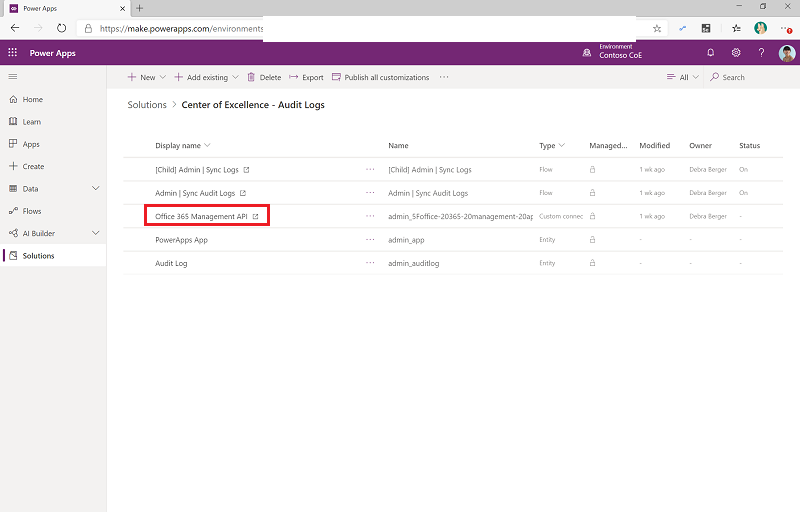 Power Apps
https://make.powerapps.com/environments
Power Apps
Environment
Contoso CoE
New
Add existing
Delete
Export
Publish all customizations
All
Search
Home
Learn
Apps
Create
Data
Flows
AI Builder
Solutions
Solutions > Center of Excellence - Audit Logs
Display name Name Type Managed... Modified Owner Status
[Child] Admin | Sync Logs ... [Child] Admin | Sync Logs Flow 1 wk ago Debra Berger On
Admin | Sync Audit Logs ... Admin | Sync Audit Logs Flow 1 wk ago Debra Berger On
Office 365 Management API ... admin_5Foffice-20365-20management-20ap Custom connec 1 wk ago Debra Berger -
PowerApps App ... admin_app Entity - - -
Audit Log ... admin_auditlog Entity - - -